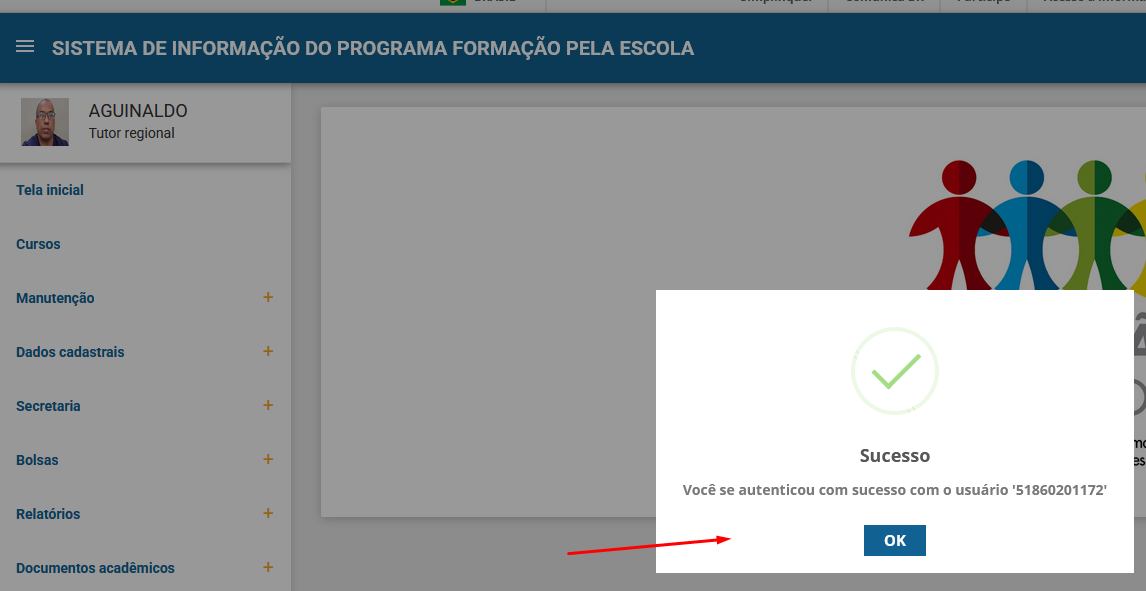 SISTEMA DE INFORMAÇÃO DO PROGRAMA FORMAÇÃO PELA ESCOLA
AGUINALDO
Tutor regional
Tela inicial
Cursos
Manutenção +
Dados cadastrais +
Secretaria +
Bolsas +
Relatórios +
Documentos acadêmicos +
Sucesso
Você se autenticou com sucesso com o usuário '51860201172'
OK